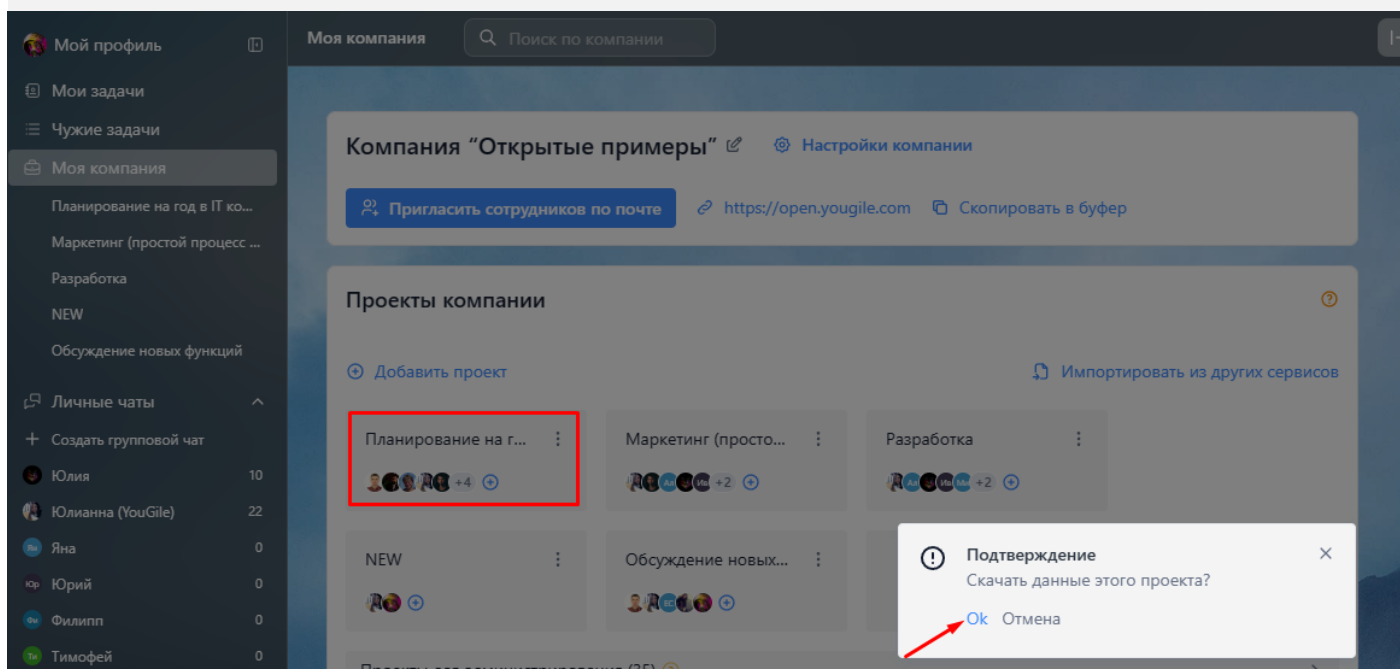 Мой профиль
Моя компания
Поиск по компании
Мои задачи
Чужие задачи
Моя компания
Планирование на год в IT ко...
Маркетинг (простой процесс ...
Разработка
NEW
Обсуждение новых функций
Личные чаты
Создать групповой чат
Юлия 10
Юлианна (YouGile) 22
Яна 0
Юрий 0
Филипп 0
Тимофей 0
Компания “Открытые примеры”
Настройки компании
Пригласить сотрудников по почте
https://open.yougile.com
Скопировать в буфер
Проекты компании
Добавить проект
Импортировать из других сервисов
Планирование на г...
+4
Маркетинг (просто...
+2
Разработка
+2
NEW
Обсуждение новых...
Подтверждение
Скачать данные этого проекта?
Ok Отмена